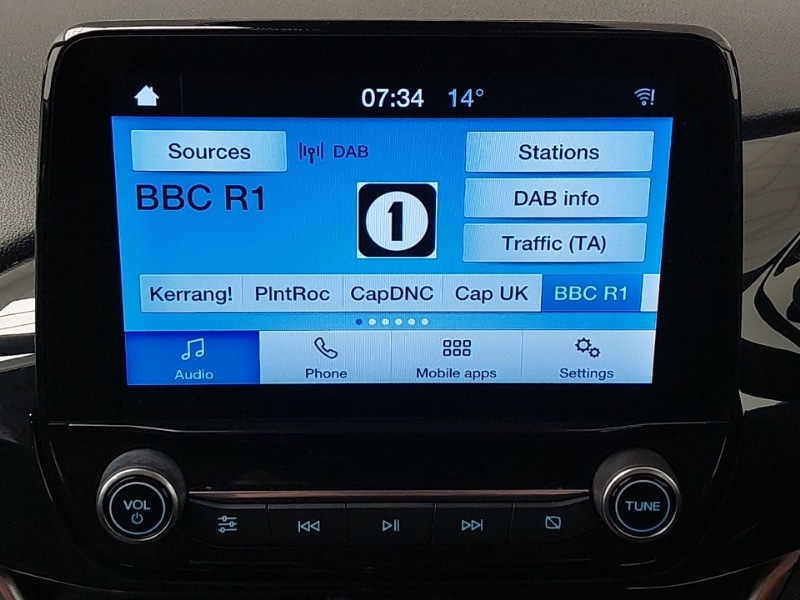 07:34 14°
Sources DAB Stations
BBC R1
1
DAB info
Traffic (TA)
Kerrang! PlntRoc CapDNC Cap UK BBC R1
Audio Phone Mobile apps Settings
VOL TUNE